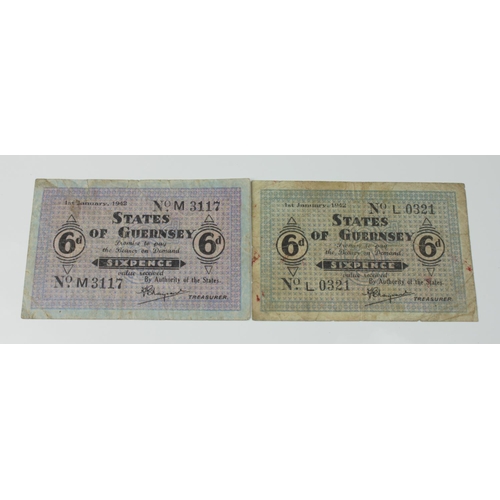 1st January, 1942 No M 3117
STATES
OF GUERNSEY
6d 6d
Promise to pay
the Bearer on Demand
SIXPENCE
value received
No M 3117 By Authority of the States
TREASURER.
1st January, 1942 No L 0321
STATES
OF GUERNSEY
6d 6d
Promise to pay
the Bearer on Demand
SIXPENCE
value received
No L 0321 By Authority of the States
TREASURER.